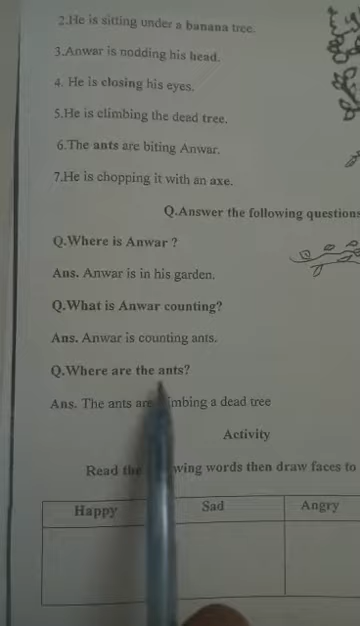 2.He is sitting under a banana tree.
3.Anwar is nodding his head.
4. He is closing his eyes.
5.He is climbing the dead tree.
6.The ants are biting Anwar.
7.He is chopping it with an axe.
Q.Answer the following questions
Q.Where is Anwar ?
Ans. Anwar is in his garden.
Q.What is Anwar counting?
Ans. Anwar is counting ants.
Q.Where are the ants?
Ans. The ants are imbing a dead tree
Activity
Read the wing words then draw faces to
Happy Sad Angry